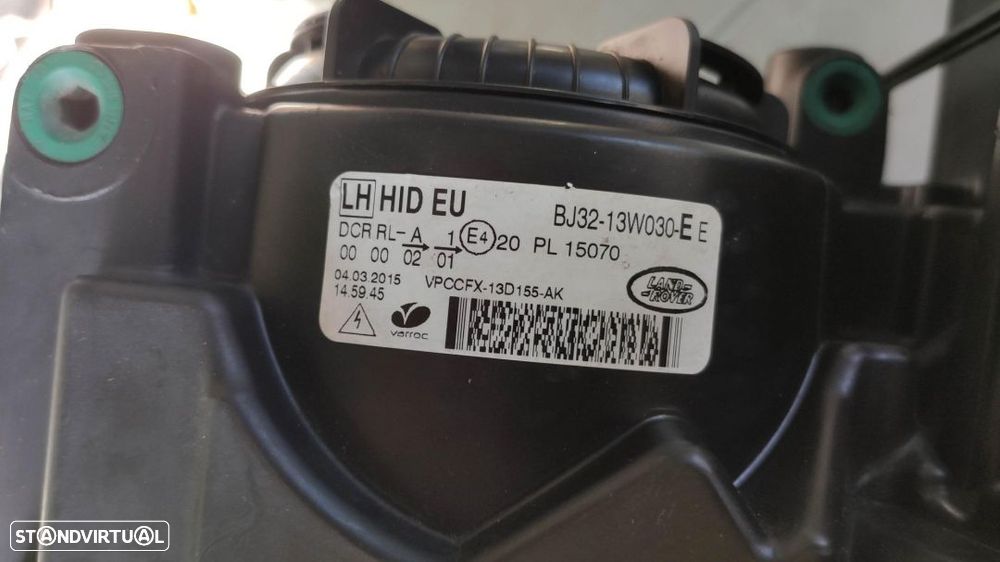 LH HID EU
BJ32-13W030-E E
DCR RL- A 1 E4 20 PL 15070
00 00 02 01
04.03.2015 VPCCFX-13D155-AK
14.59.45
LAND-
-ROVER
varroc
STANDVIRTUAL